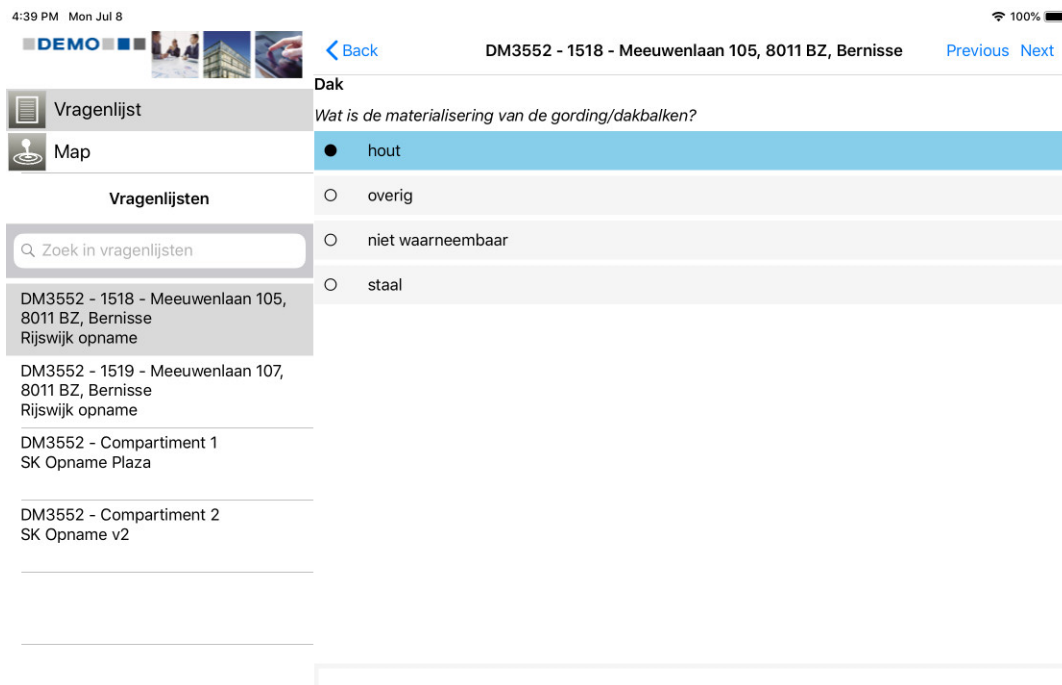 4:39 PM Mon Jul 8
100%
DEMO
Vragenlijst
Map
Vragenlijsten
Zoek in vragenlijsten
DM3552 - 1518 - Meeuwenlaan 105,
8011 BZ, Bernisse
Rijswijk opname
DM3552 - 1519 - Meeuwenlaan 107,
8011 BZ, Bernisse
Rijswijk opname
DM3552 - Compartiment 1
SK Opname Plaza
DM3552 - Compartiment 2
SK Opname v2
Back
DM3552 - 1518 - Meeuwenlaan 105, 8011 BZ, Bernisse
Previous Next
Dak
Wat is de materialisering van de gording/dakbalken?
hout
overig
niet waarneembaar
staal